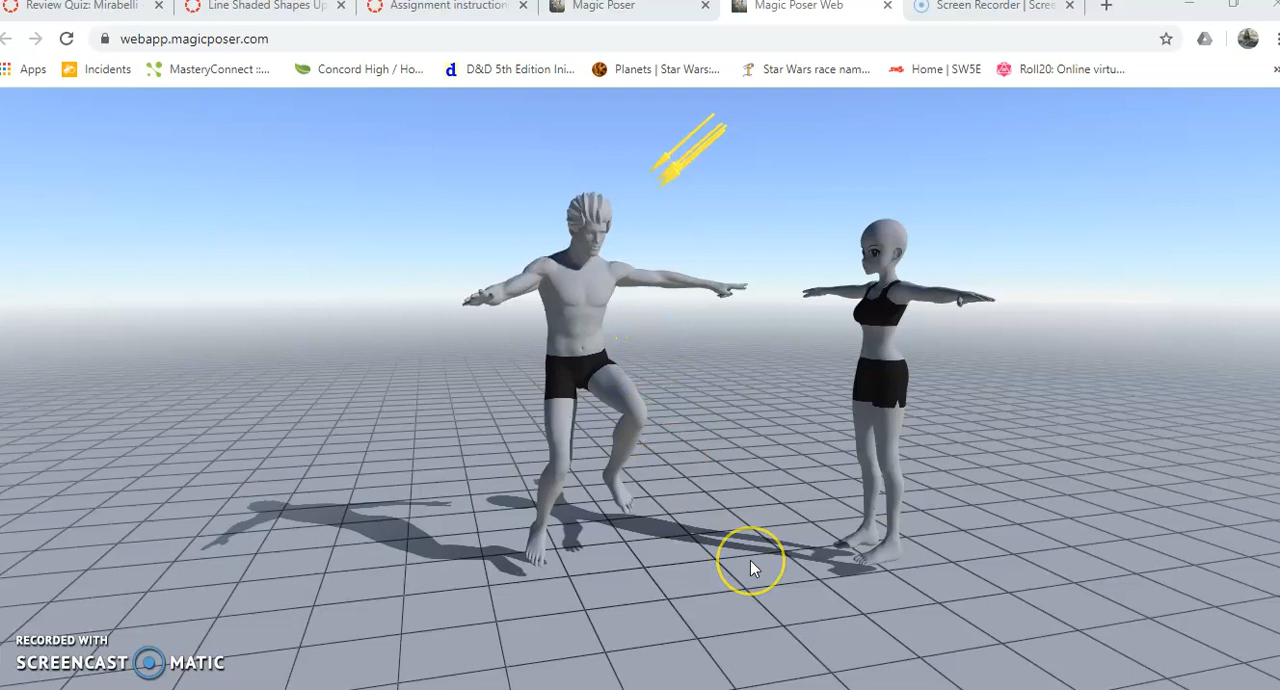 Review Quiz: Mirabelli
Line Shaded Shapes Up
Assignment instruction
Magic Poser
Magic Poser Web
Screen Recorder | Scree
webapp.magicposer.com
Apps
Incidents
MasteryConnect ::...
Concord High / Ho...
D&D 5th Edition Ini...
Planets | Star Wars:...
Star Wars race nam...
Home | SW5E
Roll20: Online virtu...
RECORDED WITH
SCREENCAST MATIC